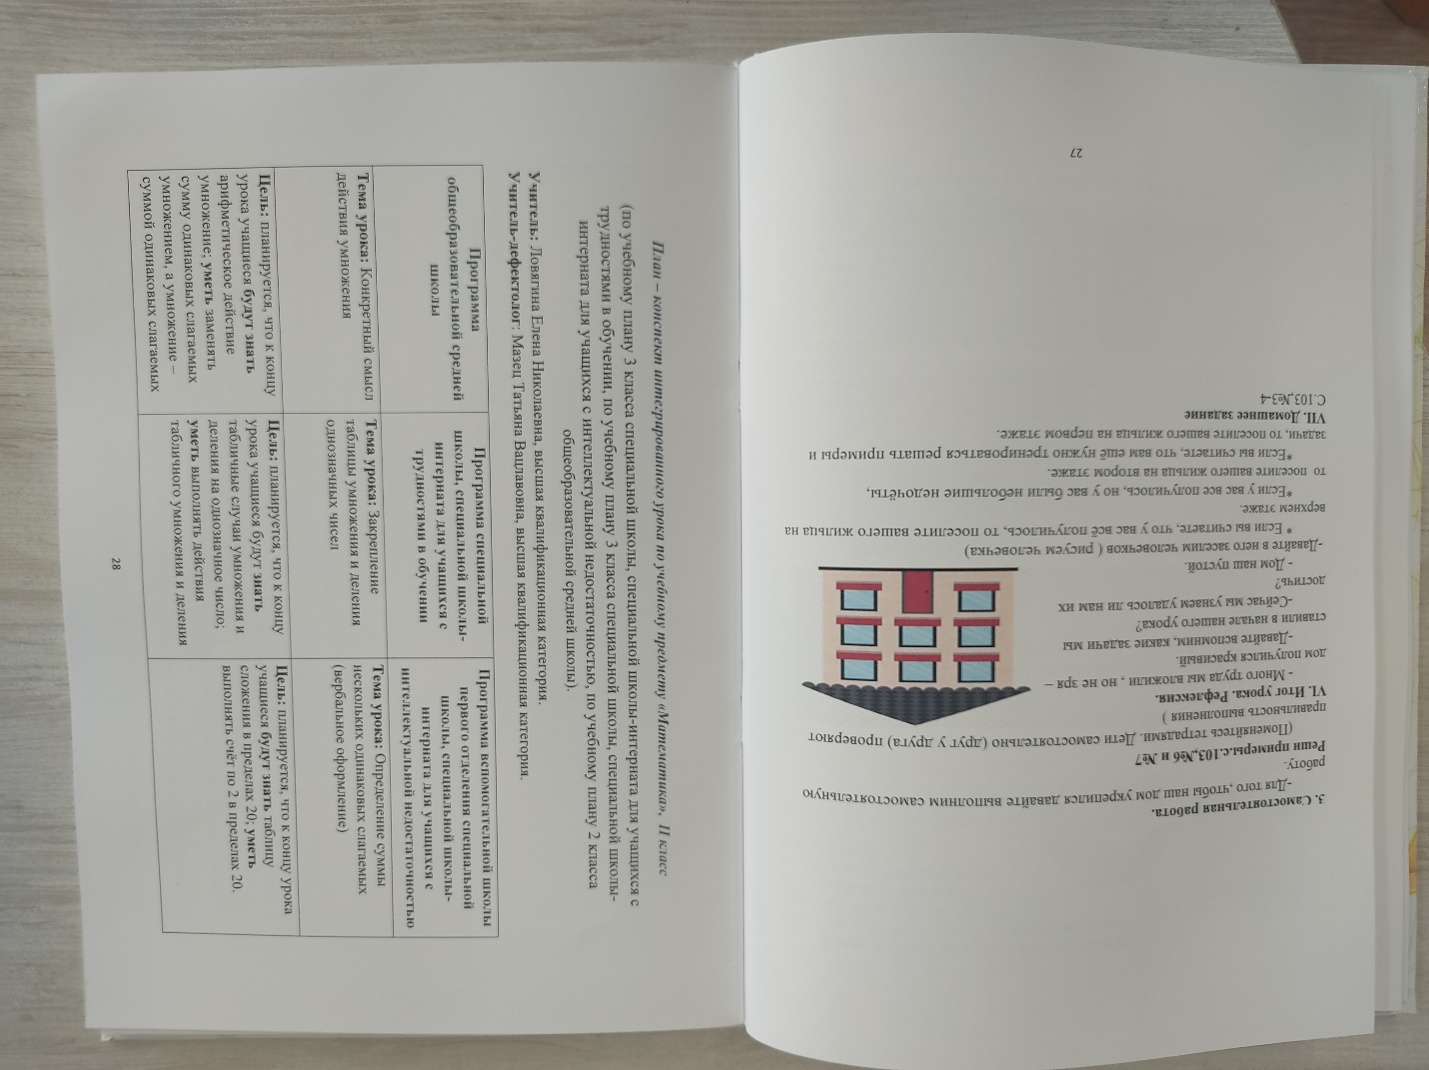 3. Самостоятельная работа.
-Для того ,чтобы наш дом укрепился давайте выполним самостоятельную
работу.
Реши примеры.с.103,№6 и №7
(Поменяйтесь тетрадями. Дети самостоятельно (друг у друга) проверяют
правильность выполнения )
VI. Итог урока. Рефлексия.
- Много труда мы вложили , но не зря –
дом получился красивый.
-Давайте вспомним, какие задачи мы
ставили в начале нашего урока?
-Сейчас мы узнаем удалось ли нам их
достичь?
- Дом наш пустой.
-Давайте в него заселим человечков ( рисуем человечка)
* Если вы считаете, что у вас всё получилось, то поселите вашего жильца на
верхнем этаже.
*Если у вас все получилось, но у вас были небольшие недочёты,
то поселите вашего жильца на втором этаже.
*Если вы считаете, что вам ещё нужно тренироваться решать примеры и
задачи, то поселите вашего жильца на первом этаже.
VII. Домашнее задание
С.103,№3-4
27
План – конспект интегрированного урока по учебному предмету «Математика», II класс
(по учебному плану 3 класса специальной школы, специальной школы-интерната для учащихся с
трудностями в обучении, по учебному плану 3 класса специальной школы, специальной школы-
интерната для учащихся с интеллектуальной недостаточностью, по учебному плану 2 класса
общеобразовательной средней школы).
Учитель: Ловягина Елена Николаевна, высшая квалификационная категория.
Учитель-дефектолог: Мазец Татьяна Вацлавовна, высшая квалификационная категория.
Программа
общеобразовательной средней
школы
Программа специальной
школы, специальной школы-
интерната для учащихся с
трудностями в обучении
Программа вспомогательной школы
первого отделения специальной
школы, специальной школы-
интерната для учащихся с
интеллектуальной недостаточностью
Тема урока: Конкретный смысл
действия умножения
Тема урока: Закрепление
таблицы умножения и деления
однозначных чисел
Тема урока: Определение суммы
нескольких одинаковых слагаемых
(вербальное оформление)
Цель: планируется, что к концу
урока учащиеся будут знать
арифметическое действие
умножение; уметь заменять
сумму одинаковых слагаемых
умножением, а умножение –
суммой одинаковых слагаемых
Цель: планируется, что к концу
урока учащиеся будут знать
табличные случаи умножения и
деления на однозначное число;
уметь выполнять действия
табличного умножения и деления
Цель: планируется, что к концу урока
учащиеся будут знать таблицу
сложения в пределах 20; уметь
выполнять счёт по 2 в пределах 20.
28